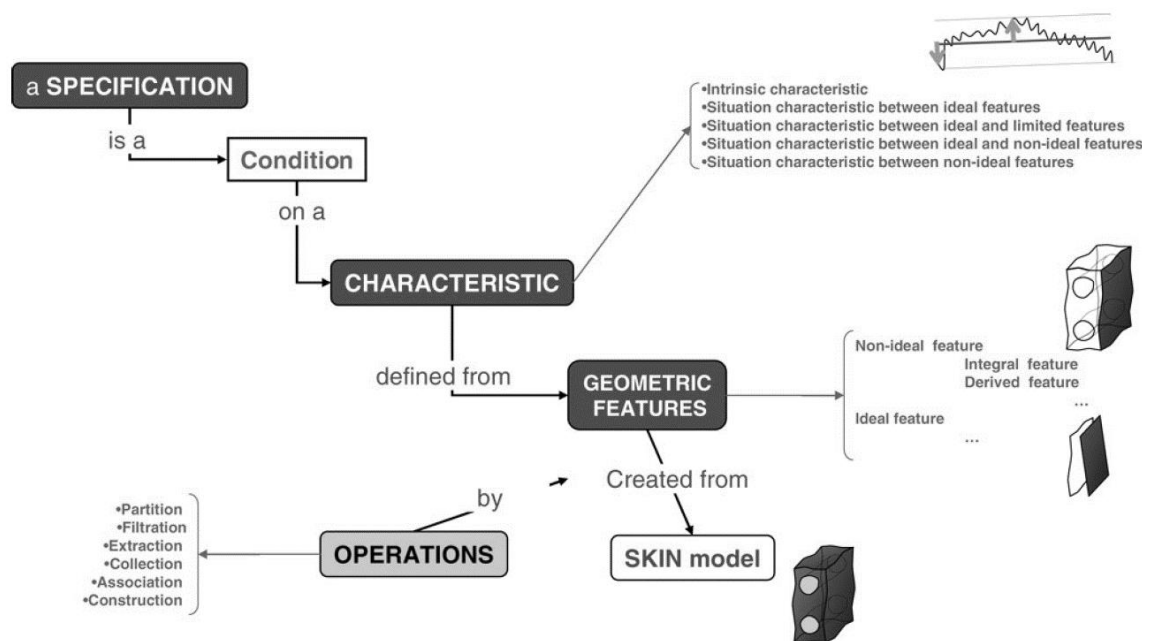 a SPECIFICATION
is a
Condition
on a
CHARACTERISTIC
•Intrinsic characteristic
•Situation characteristic between ideal features
•Situation characteristic between ideal and limited features
•Situation characteristic between ideal and non-ideal features
•Situation characteristic between non-ideal features
defined from
GEOMETRIC
FEATURES
Non-ideal feature
Integral feature
Derived feature
...
Ideal feature
...
Created from
by
OPERATIONS
•Partition
•Filtration
•Extraction
•Collection
•Association
•Construction
SKIN model